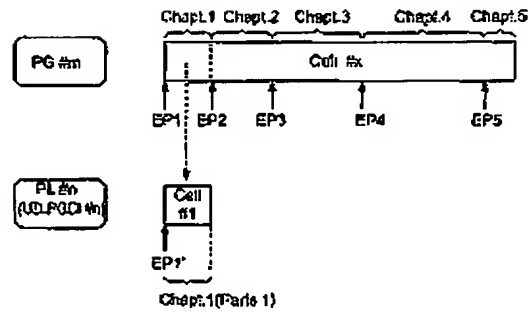 Chapt.1 Chapt.2 Chapt.3 Chapt.4 Chapt.5
PG #m
Cell #x
EP1 EP2 EP3 EP4 EP5
PL #n
Cell
#1
EP1'
Chapt.1(Parts 1)